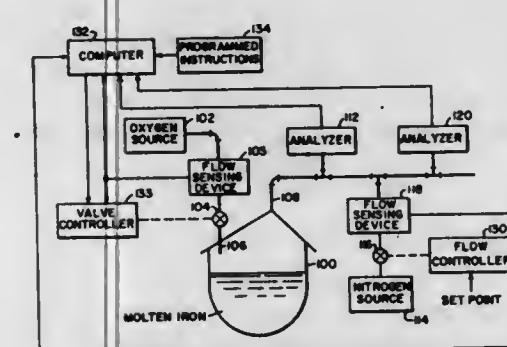 132
COMPUTER
PROGRAMMED
INSTRUCTIONS
134
102
OXYGEN
SOURCE
112
ANALYZER
120
ANALYZER
105
FLOW
SENSING
DEVICE
133
VALVE
CONTROLLER
104
106
108
100
118
FLOW
SENSING
DEVICE
116
130
FLOW
CONTROLLER
SET POINT
NITROGEN
SOURCE
114
MOLTEN IRON